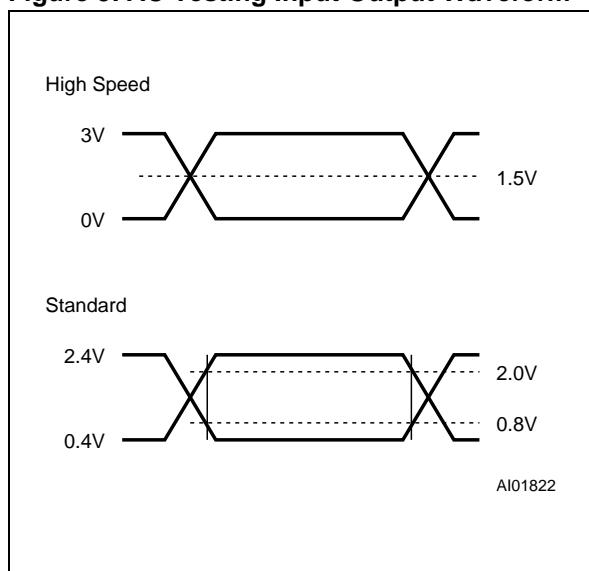 Figure AC Testing Input Output Waveform
High Speed
3V
1.5V
0V
Standard
2.4V
2.0V
0.8V
0.4V
AI01822